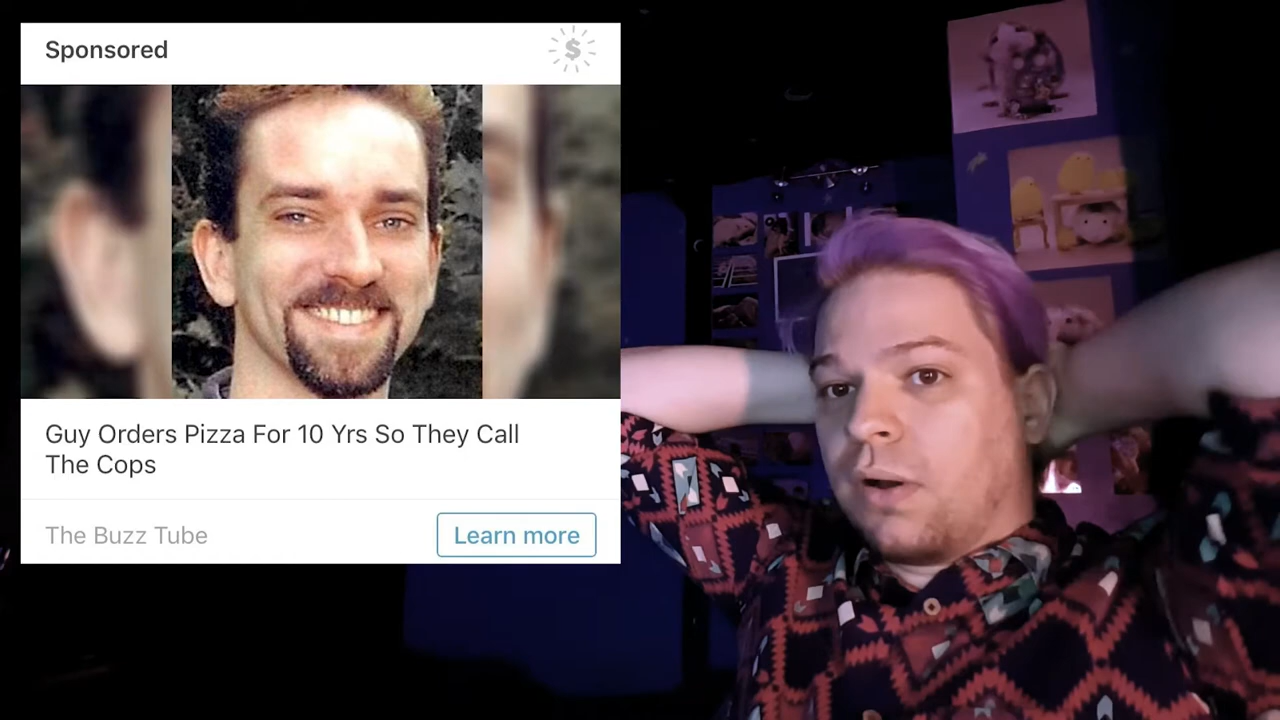 Sponsored
$
Guy Orders Pizza For 10 Yrs So They Call
The Cops
The Buzz Tube
Learn more